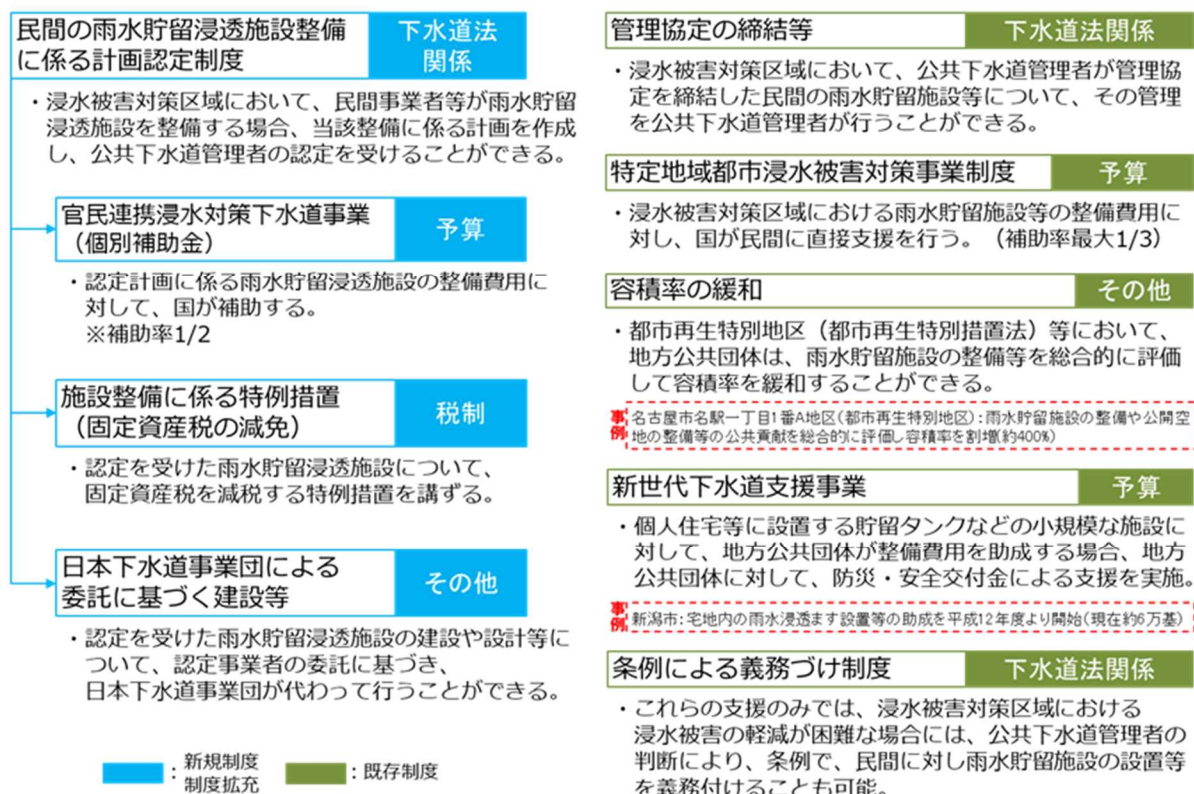 民間の雨水貯留浸透施設整備
に係る計画認定制度
下水道法
関係
・浸水被害対策区域において、民間事業者等が雨水貯留
浸透施設を整備する場合、当該整備に係る計画を作成
し、公共下水道管理者の認定を受けることができる。
官民連携浸水対策下水道事業
（個別補助金）
予算
・認定計画に係る雨水貯留浸透施設の整備費用に
対して、国が補助する。
※補助率1/2
施設整備に係る特例措置
（固定資産税の減免）
税制
・認定を受けた雨水貯留浸透施設について、
固定資産税を減税する特例措置を講ずる。
日本下水道事業団による
委託に基づく建設等
その他
・認定を受けた雨水貯留浸透施設の建設や設計等に
ついて、認定事業者の委託に基づき、
日本下水道事業団が代わって行うことができる。
：新規制度
制度拡充
：既存制度
管理協定の締結等
下水道法関係
・浸水被害対策区域において、公共下水道管理者が管理協
定を締結した民間の雨水貯留施設等について、その管理
を公共下水道管理者が行うことができる。
特定地域都市浸水被害対策事業制度
予算
・浸水被害対策区域における雨水貯留施設等の整備費用に
対し、国が民間に直接支援を行う。（補助率最大1/3）
容積率の緩和
その他
・都市再生特別地区（都市再生特別措置法）等において、
地方公共団体は、雨水貯留施設の整備等を総合的に評価
して容積率を緩和することができる。
事例
名古屋市名駅一丁目1番A地区(都市再生特別地区)：雨水貯留施設の整備や公開空
地の整備等の公共貢献を総合的に評価し容積率を割増(約400%)
新世代下水道支援事業
予算
・個人住宅等に設置する貯留タンクなどの小規模な施設に
対して、地方公共団体が整備費用を助成する場合、地方
公共団体に対して、防災・安全交付金による支援を実施。
事例
新潟市：宅地内の雨水浸透ます設置等の助成を平成12年度より開始(現在約6万基)
条例による義務づけ制度
下水道法関係
・これらの支援のみでは、浸水被害対策区域における
浸水被害の軽減が困難な場合には、公共下水道管理者の
判断により、条例で、民間に対し雨水貯留施設の設置等
を義務付けることも可能。